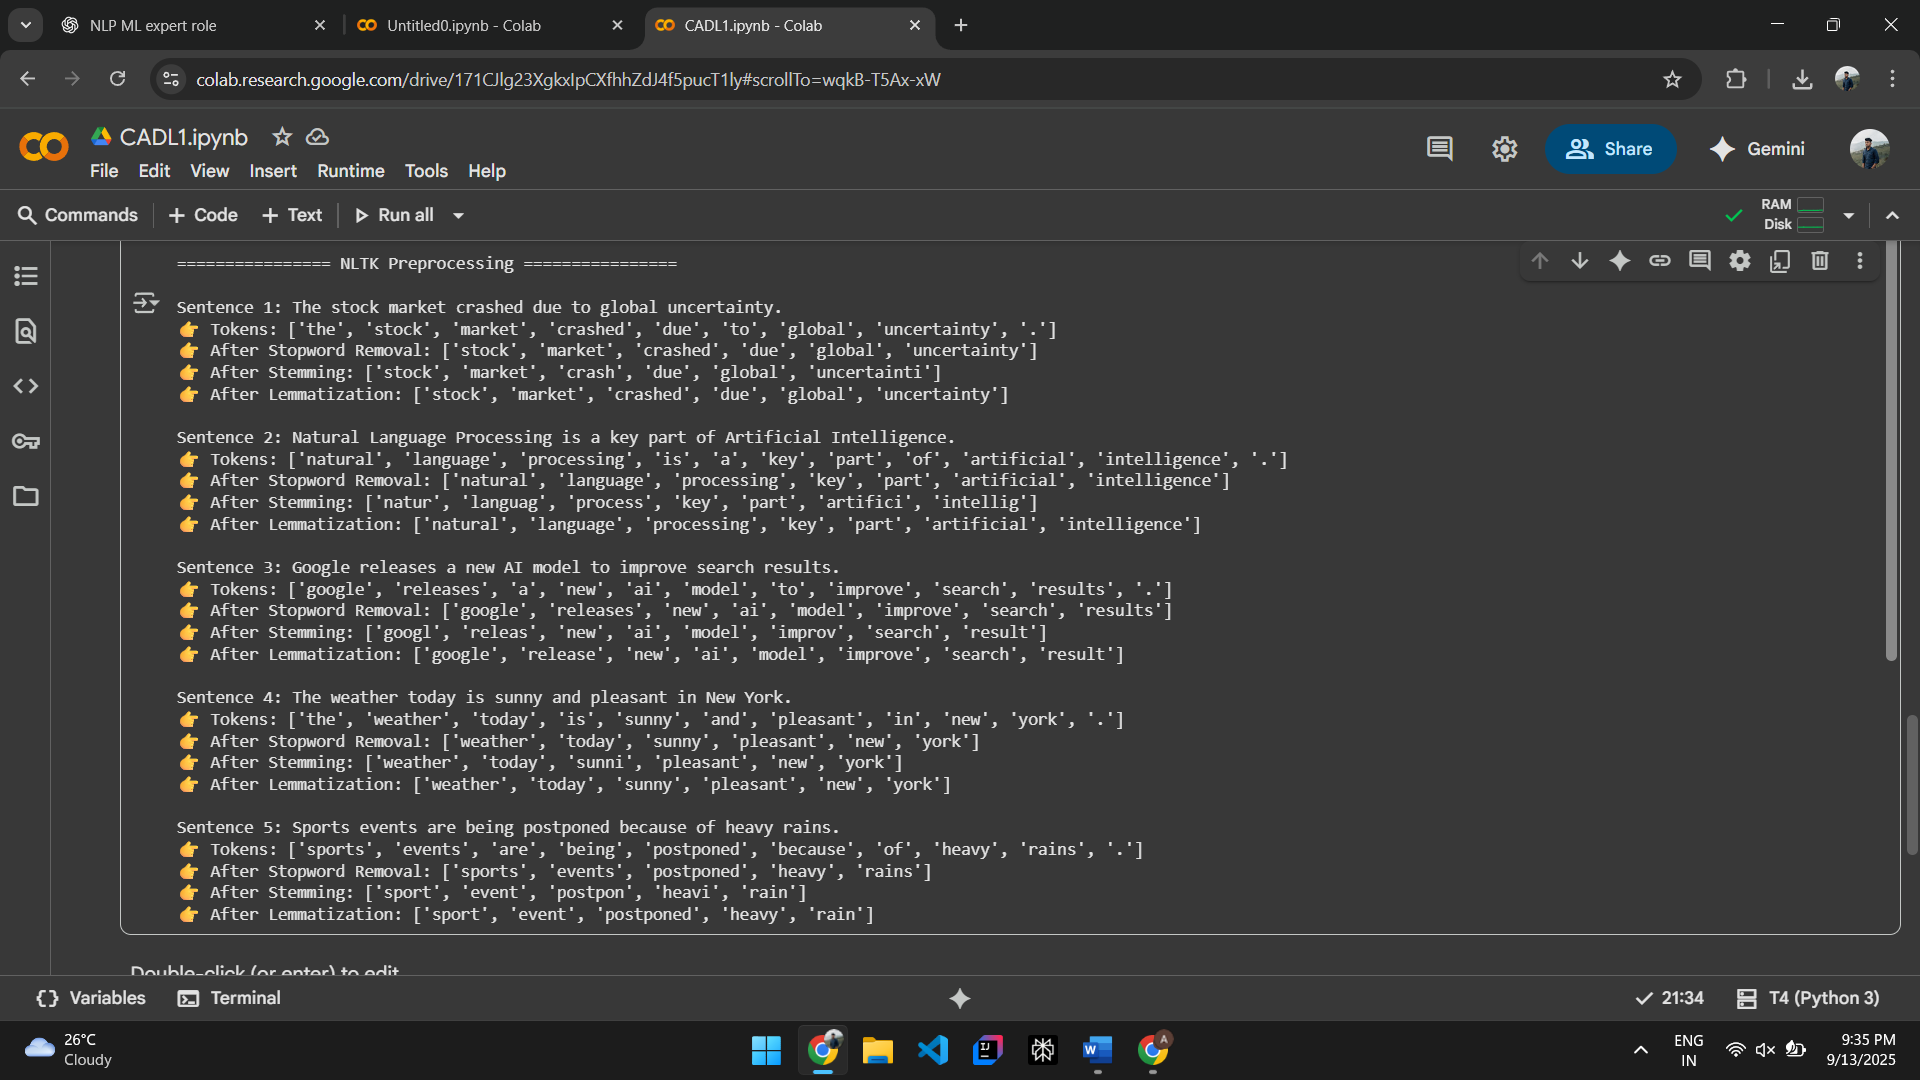 NLP ML expert role
Untitled0.ipynb - Colab
CADL1.ipynb - Colab
colab.research.google.com/drive/171CJlg23XgkxIpCXfhhZdJ4f5pucT1ly#scrollTo=wqkB-T5Ax-xW
CADL1.ipynb
File Edit View Insert Runtime Tools Help
Share
Gemini
Commands + Code + Text Run all
RAM
Disk
================ NLTK Preprocessing ================
Sentence 1: The stock market crashed due to global uncertainty.
👉 Tokens: ['the', 'stock', 'market', 'crashed', 'due', 'to', 'global', 'uncertainty', '.']
👉 After Stopword Removal: ['stock', 'market', 'crashed', 'due', 'global', 'uncertainty']
👉 After Stemming: ['stock', 'market', 'crash', 'due', 'global', 'uncertainti']
👉 After Lemmatization: ['stock', 'market', 'crashed', 'due', 'global', 'uncertainty']
Sentence 2: Natural Language Processing is a key part of Artificial Intelligence.
👉 Tokens: ['natural', 'language', 'processing', 'is', 'a', 'key', 'part', 'of', 'artificial', 'intelligence', '.']
👉 After Stopword Removal: ['natural', 'language', 'processing', 'key', 'part', 'artificial', 'intelligence']
👉 After Stemming: ['natur', 'languag', 'process', 'key', 'part', 'artifici', 'intellig']
👉 After Lemmatization: ['natural', 'language', 'processing', 'key', 'part', 'artificial', 'intelligence']
Sentence 3: Google releases a new AI model to improve search results.
👉 Tokens: ['google', 'releases', 'a', 'new', 'ai', 'model', 'to', 'improve', 'search', 'results', '.']
👉 After Stopword Removal: ['google', 'releases', 'new', 'ai', 'model', 'improve', 'search', 'results']
👉 After Stemming: ['googl', 'releas', 'new', 'ai', 'model', 'improv', 'search', 'result']
👉 After Lemmatization: ['google', 'release', 'new', 'ai', 'model', 'improve', 'search', 'result']
Sentence 4: The weather today is sunny and pleasant in New York.
👉 Tokens: ['the', 'weather', 'today', 'is', 'sunny', 'and', 'pleasant', 'in', 'new', 'york', '.']
👉 After Stopword Removal: ['weather', 'today', 'sunny', 'pleasant', 'new', 'york']
👉 After Stemming: ['weather', 'today', 'sunni', 'pleasant', 'new', 'york']
👉 After Lemmatization: ['weather', 'today', 'sunny', 'pleasant', 'new', 'york']
Sentence 5: Sports events are being postponed because of heavy rains.
👉 Tokens: ['sports', 'events', 'are', 'being', 'postponed', 'because', 'of', 'heavy', 'rains', '.']
👉 After Stopword Removal: ['sports', 'events', 'postponed', 'heavy', 'rains']
👉 After Stemming: ['sport', 'event', 'postpon', 'heavi', 'rain']
👉 After Lemmatization: ['sport', 'event', 'postponed', 'heavy', 'rain']
Double-click (or enter) to edit
Variables
Terminal
21:34
T4 (Python 3)
26°C
Cloudy
ENG
IN
9:35 PM
9/13/2025